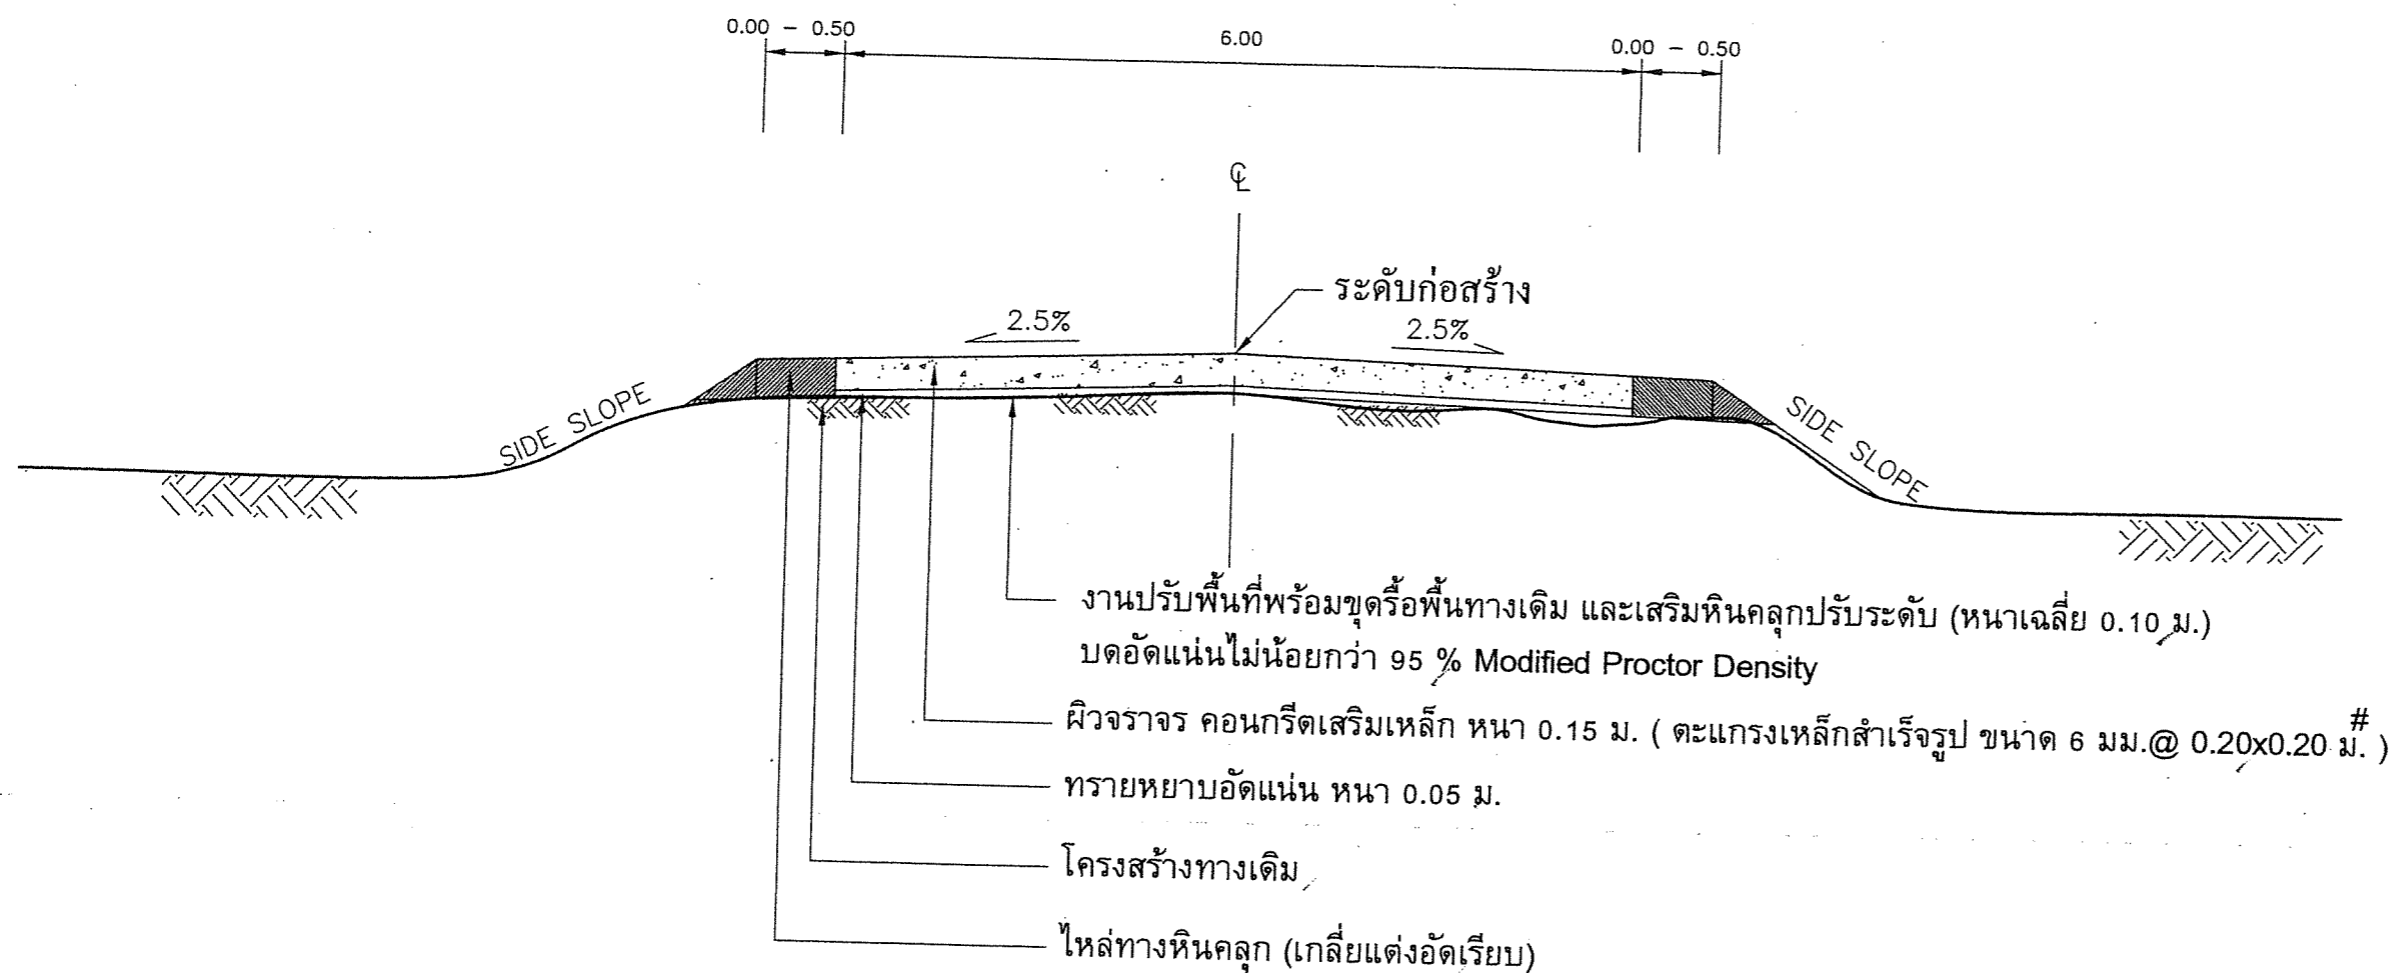 0.00 - 0.50
6.00
0.00 - 0.50
℄
ระดับก่อสร้าง
2.5%
2.5%
SIDE SLOPE
SIDE SLOPE
งานปรับพื้นที่พร้อมขุดรื้อพื้นทางเดิม และเสริมหินคลุกปรับระดับ (หนาเฉลี่ย 0.10 ม.)
บดอัดแน่นไม่น้อยกว่า 95 % Modified Proctor Density
ผิวจราจร คอนกรีตเสริมเหล็ก หนา 0.15 ม. ( ตะแกรงเหล็กสำเร็จรูป ขนาด 6 มม.@ 0.20x0.20 ม.# )
ทรายหยาบอัดแน่น หนา 0.05 ม.
โครงสร้างทางเดิม
ไหล่ทางหินคลุก (เกลี่ยแต่งอัดเรียบ)